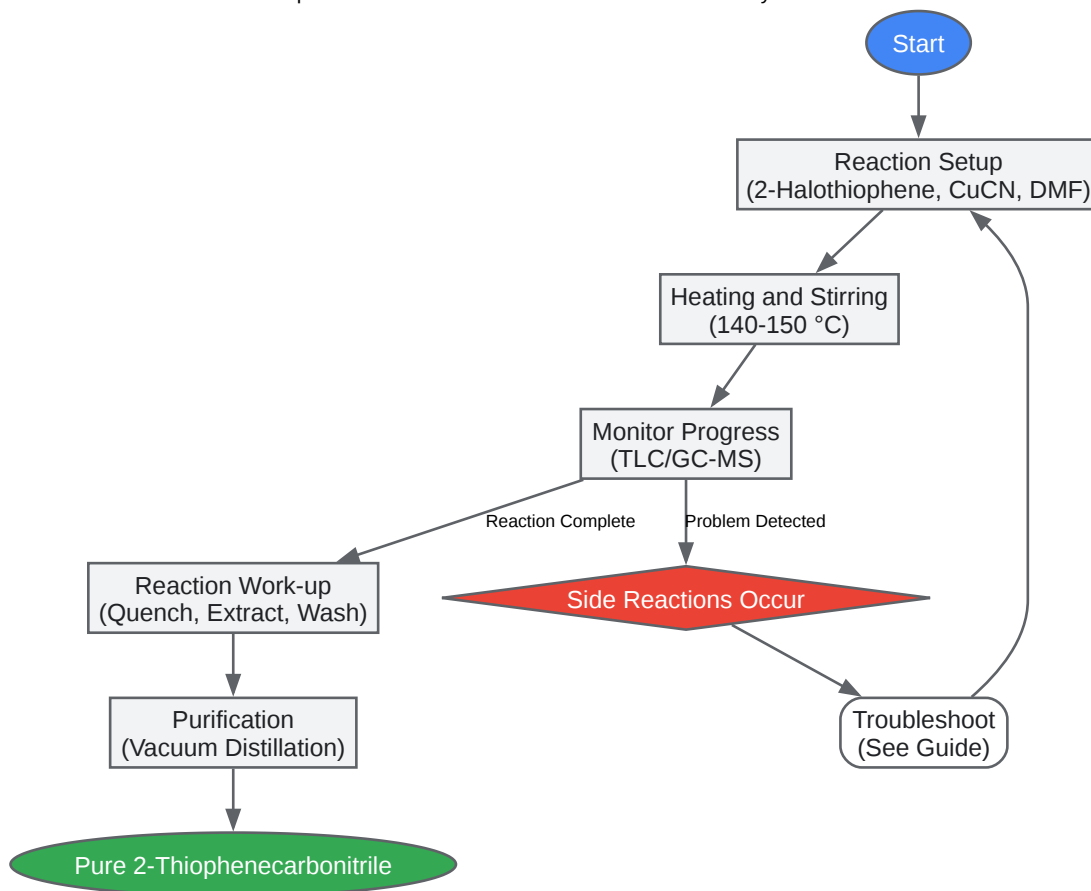 Start
Reaction Setup
(2-Halothiophene, CuCN, DMF)
Heating and Stirring
(140-150 °C)
Monitor Progress
(TLC/GC-MS)
Reaction Complete
Problem Detected
Reaction Work-up
(Quench, Extract, Wash)
Side Reactions Occur
Purification
(Vacuum Distillation)
Troubleshoot
(See Guide)
Pure 2-Thiophenecarbonitrile